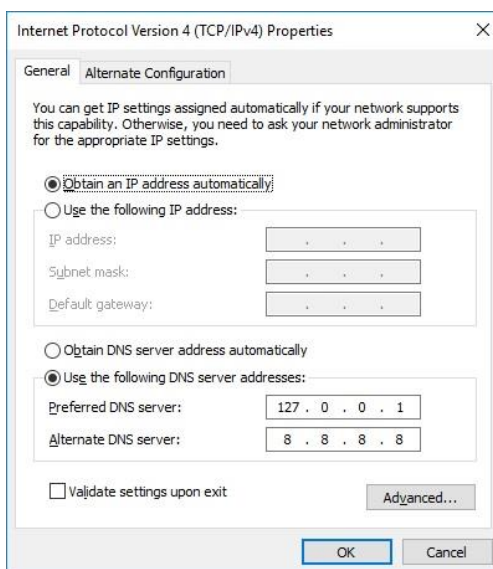 Internet Protocol Version 4 (TCP/IPv4) Properties
General
Alternate Configuration
You can get IP settings assigned automatically if your network supports
this capability. Otherwise, you need to ask your network administrator
for the appropriate IP settings.
Obtain an IP address automatically
Use the following IP address:
IP address:
. . .
Subnet mask:
. . .
Default gateway:
. . .
Obtain DNS server address automatically
Use the following DNS server addresses:
Preferred DNS server:
127 . 0 . 0 . 1
Alternate DNS server:
8 . 8 . 8 . 8
Validate settings upon exit
Advanced...
OK
Cancel